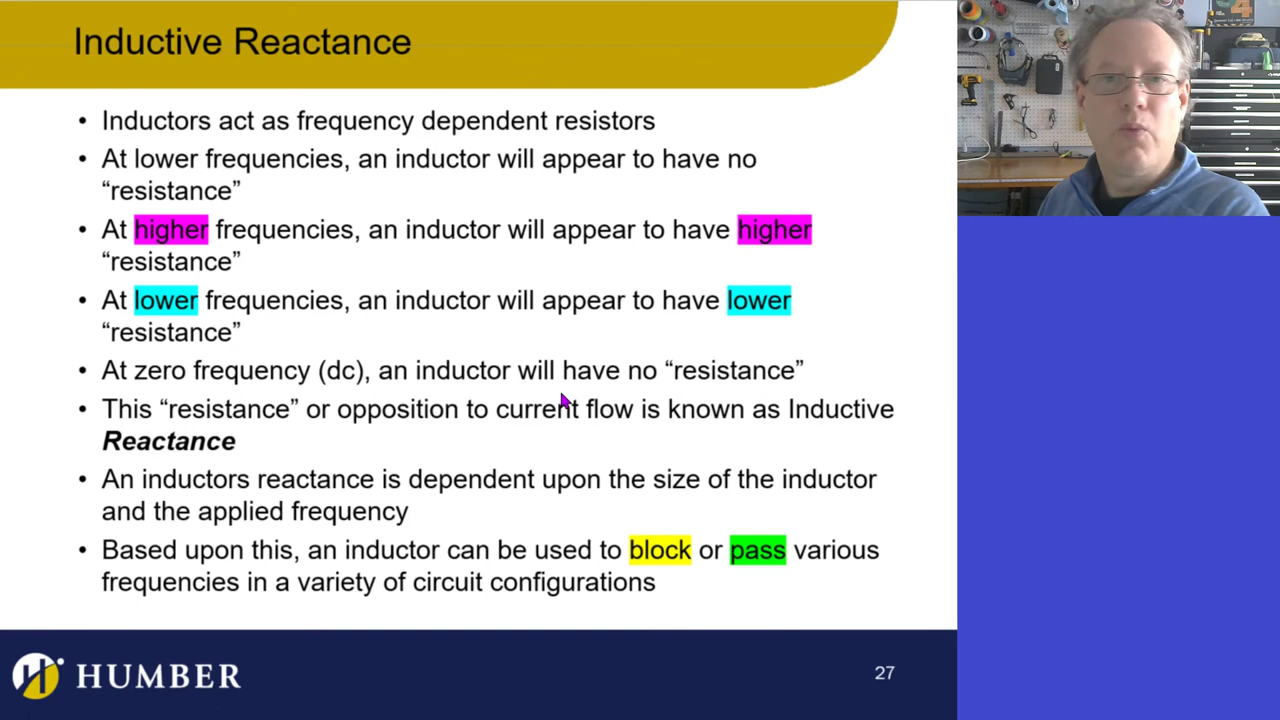 Inductive Reactance
• Inductors act as frequency dependent resistors
• At lower frequencies, an inductor will appear to have no
“resistance”
• At higher frequencies, an inductor will appear to have higher
“resistance”
• At lower frequencies, an inductor will appear to have lower
“resistance”
• At zero frequency (dc), an inductor will have no “resistance”
• This “resistance” or opposition to current flow is known as Inductive
Reactance
• An inductors reactance is dependent upon the size of the inductor
and the applied frequency
• Based upon this, an inductor can be used to block or pass various
frequencies in a variety of circuit configurations
HUMBER
27